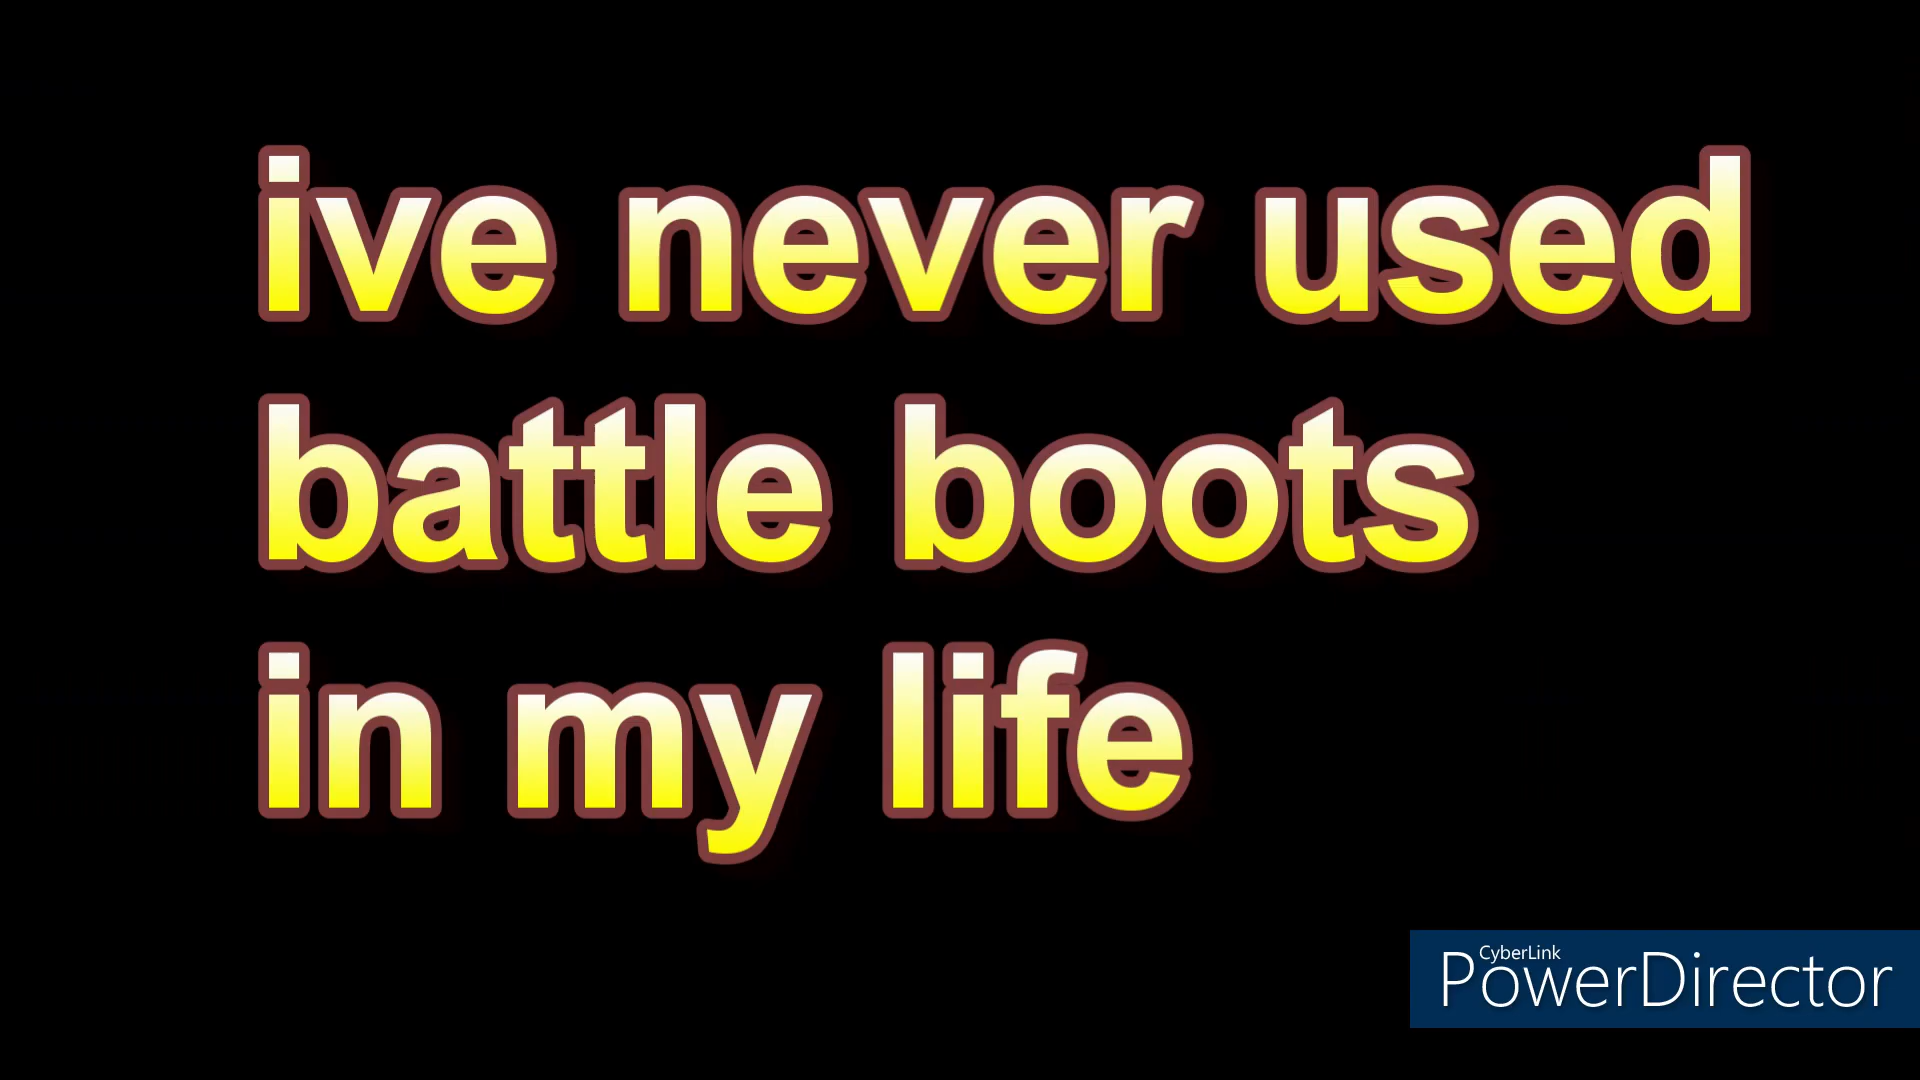 ive never used
battle boots
in my life
CyberLink
PowerDirector